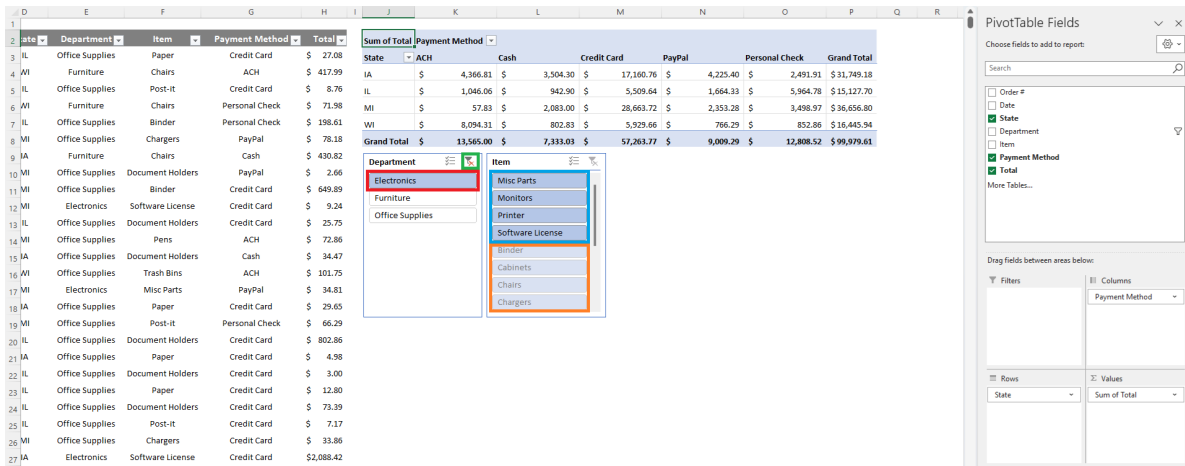 D E F G H I J K L M N O P Q R
1
2 ate Department Item Payment Method Total Sum of Total Payment Method
3 IL Office Supplies Paper Credit Card $ 27.08 State ACH Cash Credit Card PayPal Personal Check Grand Total
4 WI Furniture Chairs ACH $ 417.99 IA $ 4,366.81 $ 3,504.30 $ 17,160.76 $ 4,225.40 $ 2,491.91 $ 31,749.18
5 IL Office Supplies Post-it Credit Card $ 8.76 IL $ 1,046.06 $ 942.90 $ 5,509.64 $ 1,664.33 $ 5,964.78 $ 15,127.70
6 WI Furniture Chairs Personal Check $ 71.98 MI $ 57.83 $ 2,083.00 $ 28,663.72 $ 2,353.28 $ 3,498.97 $ 36,656.80
7 IL Office Supplies Binder Personal Check $ 198.61 WI $ 8,094.31 $ 802.83 $ 5,929.66 $ 766.29 $ 852.86 $ 16,445.94
8 MI Office Supplies Chargers PayPal $ 78.18 Grand Total $ 13,565.00 $ 7,333.03 $ 57,263.77 $ 9,009.29 $ 12,808.52 $ 99,979.61
9 IA Furniture Chairs Cash $ 430.82
10 MI Office Supplies Document Holders PayPal $ 2.66
11 MI Office Supplies Binder Credit Card $ 649.89
12 MI Electronics Software License Credit Card $ 9.24
13 IL Office Supplies Document Holders Credit Card $ 25.75
14 MI Office Supplies Pens ACH $ 72.86
15 IA Office Supplies Document Holders Cash $ 34.47
16 WI Office Supplies Trash Bins ACH $ 101.75
17 MI Electronics Misc Parts PayPal $ 34.81
18 IA Office Supplies Paper Credit Card $ 29.65
19 MI Office Supplies Post-it Personal Check $ 66.29
20 IL Office Supplies Document Holders Credit Card $ 802.86
21 IA Office Supplies Paper Credit Card $ 4.98
22 IL Office Supplies Document Holders Credit Card $ 3.00
23 IL Office Supplies Paper Credit Card $ 12.80
24 IL Office Supplies Document Holders Credit Card $ 73.39
25 IL Office Supplies Post-it Credit Card $ 7.17
26 MI Office Supplies Chargers Credit Card $ 33.86
27 IA Electronics Software License Credit Card $2,088.42
Department
Electronics
Furniture
Office Supplies
Item
Misc Parts
Monitors
Printer
Software License
Binder
Cabinets
Chairs
Chargers
PivotTable Fields
Choose fields to add to report:
Search
Order #
Date
State
Department
Item
Payment Method
Total
More Tables...
Drag fields between areas below:
Filters
Columns
Payment Method
Rows
State
Σ Values
Sum of Total